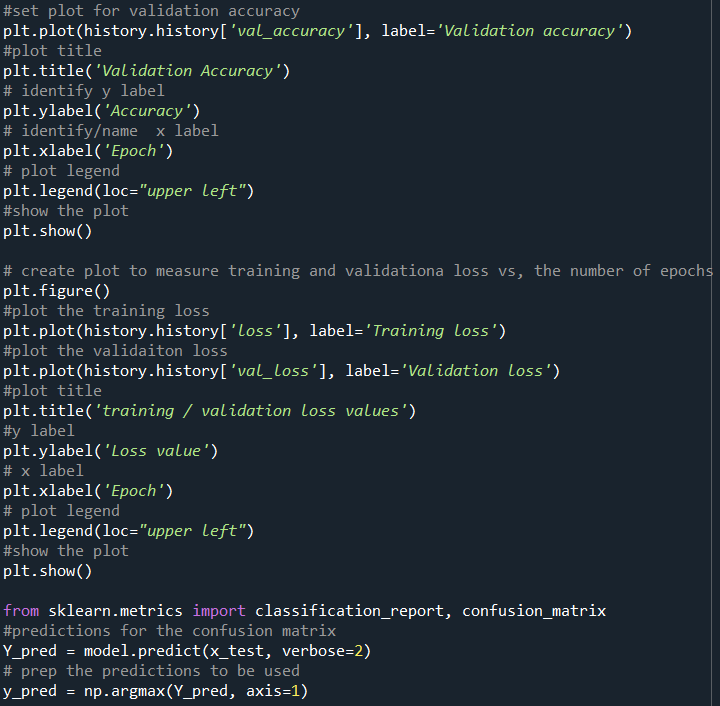 #set plot for validation accuracy
plt.plot(history.history['val_accuracy'], label='Validation accuracy')
#plot title
plt.title('Validation Accuracy')
# identify y label
plt.ylabel('Accuracy')
# identify/name  x label
plt.xlabel('Epoch')
# plot legend
plt.legend(loc="upper left")
#show the plot
plt.show()

# create plot to measure training and validationa loss vs, the number of epochs
plt.figure()
#plot the training loss
plt.plot(history.history['loss'], label='Training loss')
#plot the validaiton loss
plt.plot(history.history['val_loss'], label='Validation loss')
#plot title
plt.title('training / validation loss values')
#y label
plt.ylabel('Loss value')
# x label
plt.xlabel('Epoch')
# plot legend
plt.legend(loc="upper left")
#show the plot
plt.show()

from sklearn.metrics import classification_report, confusion_matrix
#predictions for the confusion matrix
Y_pred = model.predict(x_test, verbose=2)
# prep the predictions to be used
y_pred = np.argmax(Y_pred, axis=1)